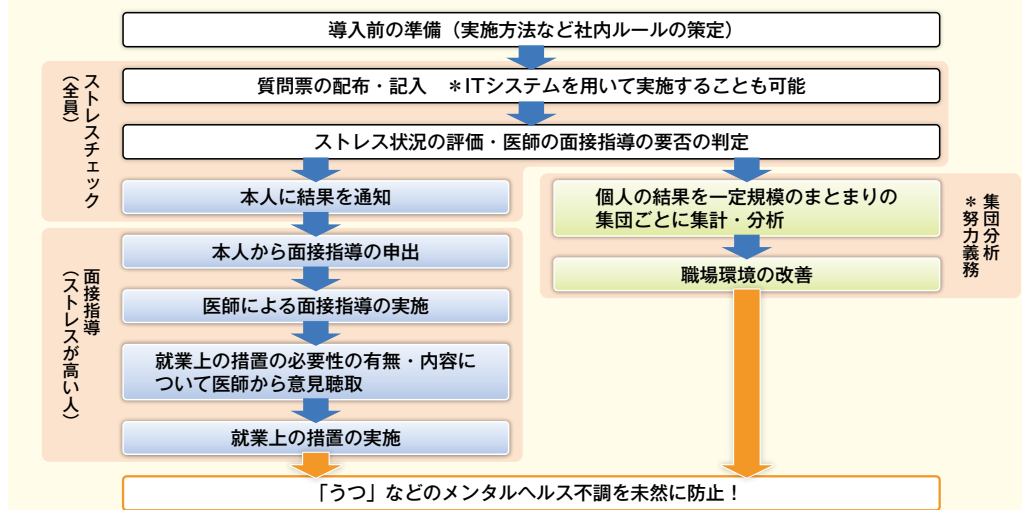 導入前の準備（実施方法など社内ルールの策定）
ストレスチェック
（全員）
質問票の配布・記入　＊ITシステムを用いて実施することも可能
ストレス状況の評価・医師の面接指導の要否の判定
本人に結果を通知
面接指導
（ストレスが高い人）
本人から面接指導の申出
医師による面接指導の実施
就業上の措置の必要性の有無・内容に
ついて医師から意見聴取
就業上の措置の実施
個人の結果を一定規模のまとまりの
集団ごとに集計・分析
職場環境の改善
集団分析
＊努力義務
「うつ」などのメンタルヘルス不調を未然に防止！